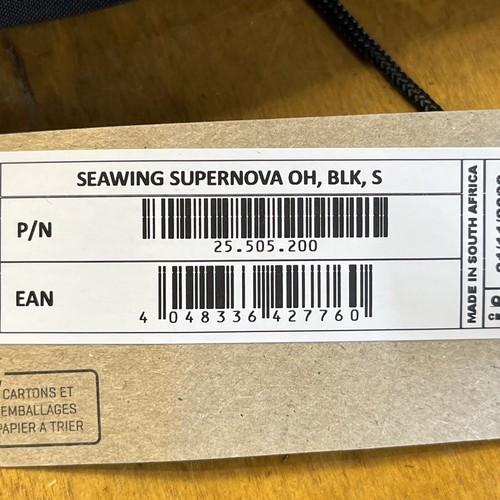 SEAWING SUPERNOVA OH, BLK, S
P/N
25.505.200
EAN
4 048336 427760
MADE IN SOUTH AFRICA
CARTONS ET
EMBALLAGES
PAPIER À TRIER